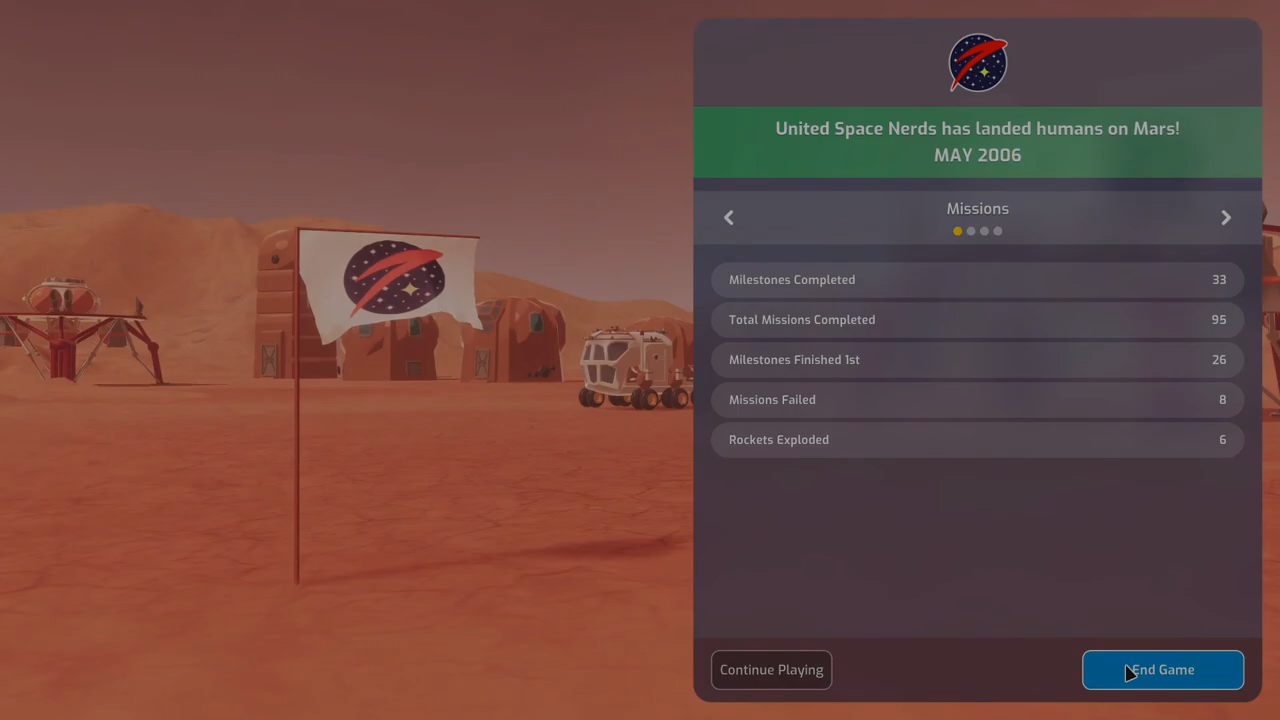 United Space Nerds has landed humans on Mars!
MAY 2006
Missions
Milestones Completed 33
Total Missions Completed 95
Milestones Finished 1st 26
Missions Failed 8
Rockets Exploded 6
Continue Playing End Game